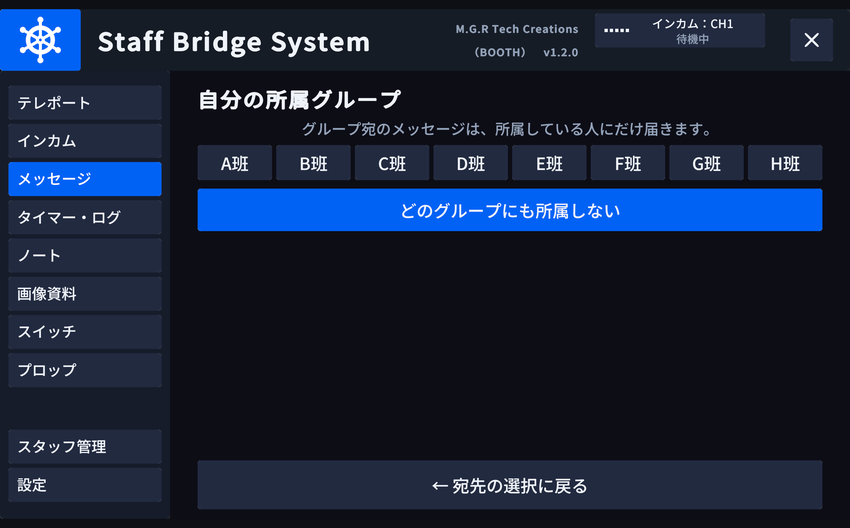 Staff Bridge System
M.G.R Tech Creations
（BOOTH） v1.2.0
インカム：CH1
待機中
テレポート
インカム
メッセージ
タイマー・ログ
ノート
画像資料
スイッチ
プロップ
スタッフ管理
設定
自分の所属グループ
グループ宛のメッセージは、所属している人にだけ届きます。
A班 B班 C班 D班 E班 F班 G班 H班
どのグループにも所属しない
←宛先の選択に戻る